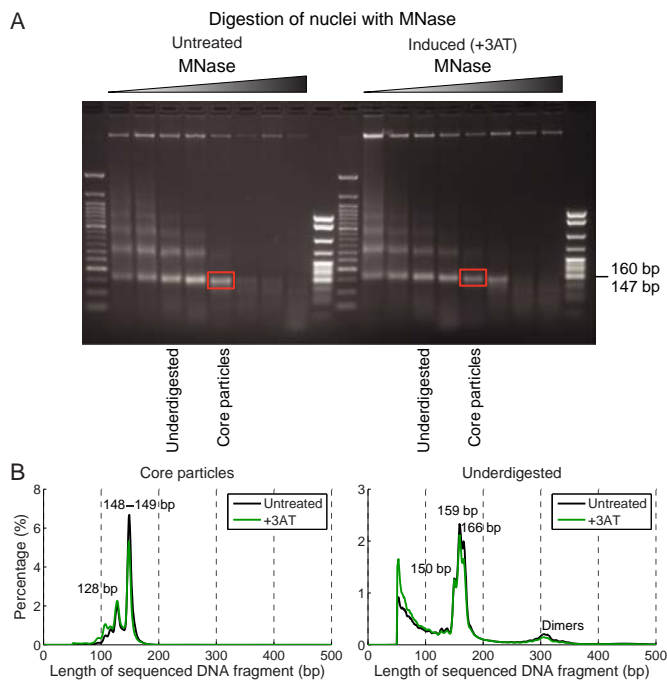 A
Digestion of nuclei with MNase
Untreated
Induced (+3AT)
MNase
MNase
160 bp
147 bp
Underdigested
Core particles
Underdigested
Core particles
B
Core particles
Underdigested
Percentage (%)
8
6
4
2
0
148–149 bp
128 bp
Untreated
+3AT
0
100
200
300
400
500
Length of sequenced DNA fragment (bp)
3
2
1
0
159 bp
166 bp
150 bp
Dimers
Untreated
+3AT
0
100
200
300
400
500
Length of sequenced DNA fragment (bp)